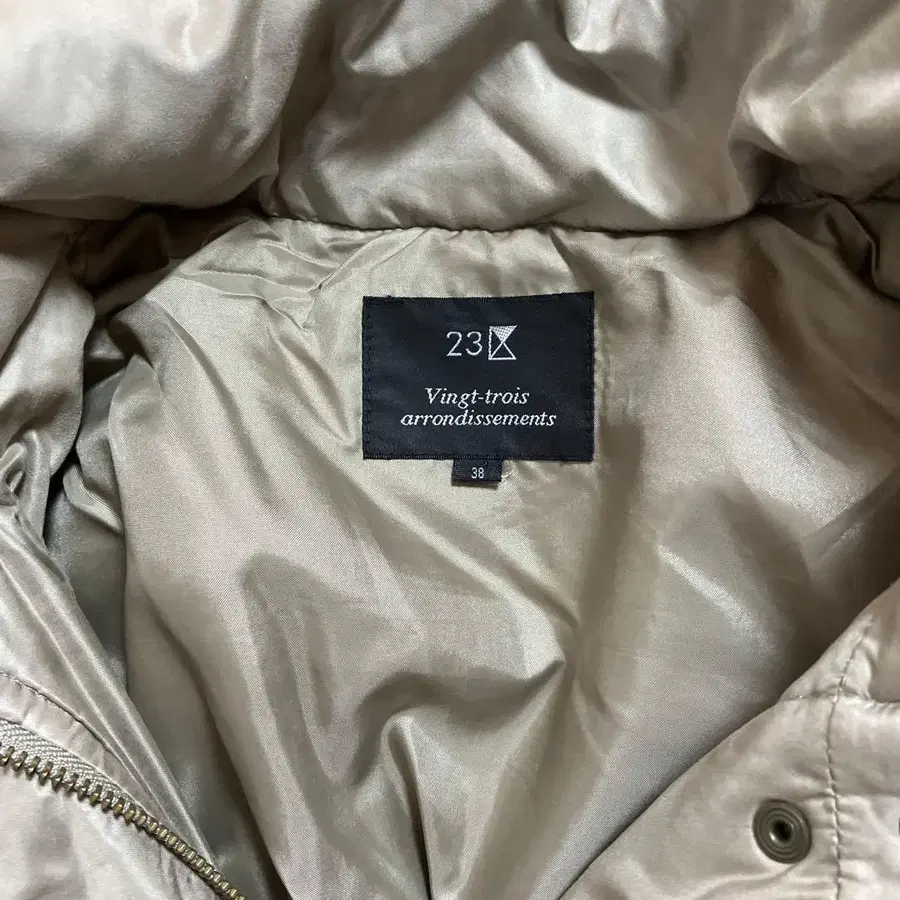 23区
Vingt-trois
arrondissements
38